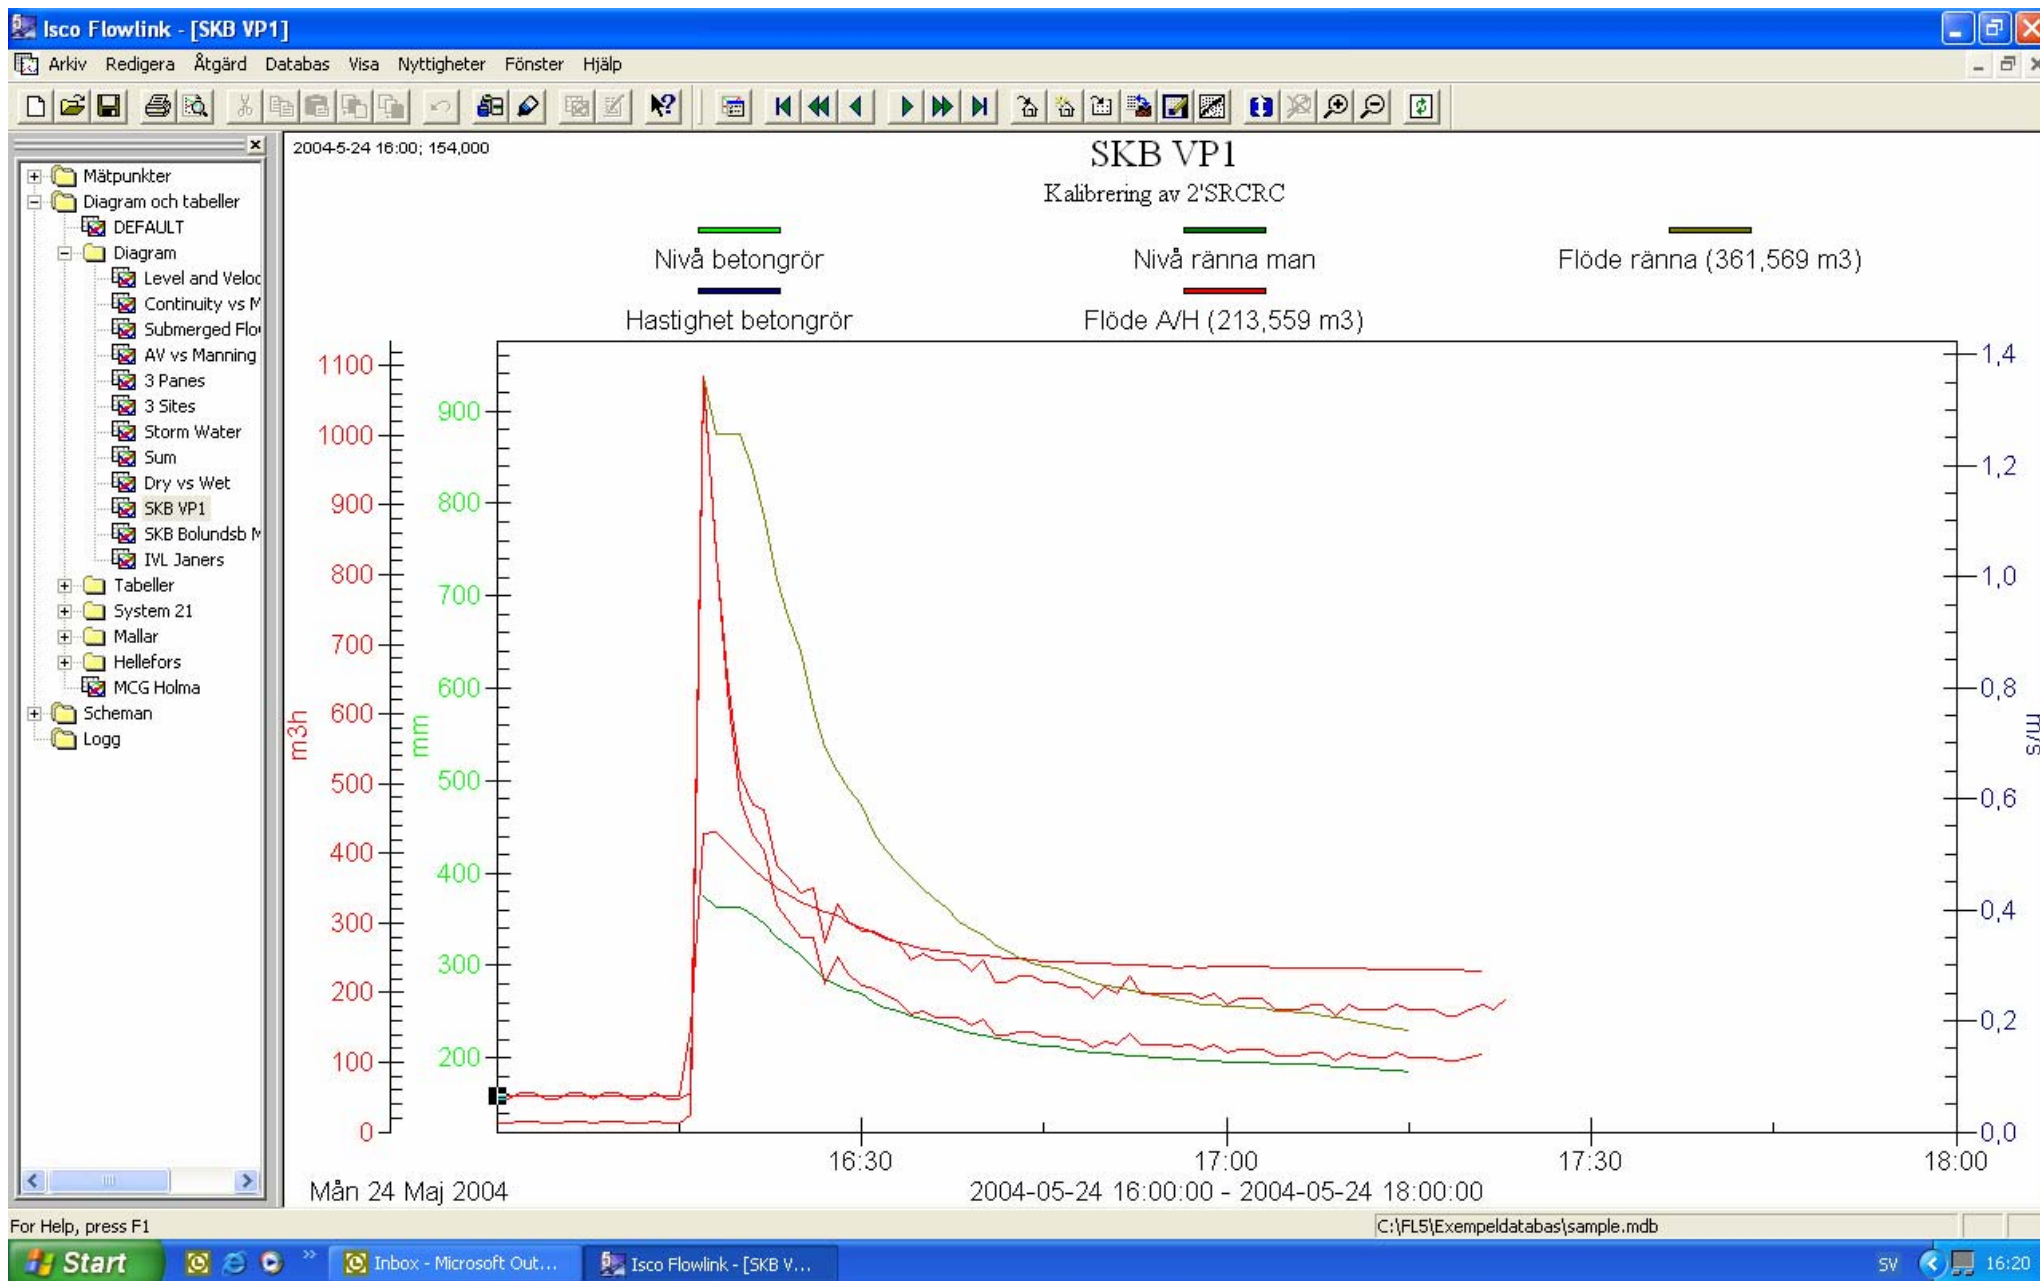 Isco Flowlink - [SKB VP1]
Arkiv Redigera Åtgärd Databas Visa Nyttigheter Fönster Hjälp
2004-5-24 16:00; 154,000
SKB VP1
Kalibrering av 2'SRCRC
Nivå betongrör
Nivå ränna man
Flöde ränna (361,569 m3)
Hastighet betongrör
Flöde A/H (213,559 m3)
Mätpunkter
Diagram och tabeller
DEFAULT
Diagram
Level and Veloc
Continuity vs M
Submerged Flo
AV vs Manning
3 Panes
3 Sites
Storm Water
Sum
Dry vs Wet
SKB VP1
SKB Bolundsb M
IVL Janers
Tabeller
System 21
Mallar
Hellefors
MCG Holma
Scheman
Logg
m3h
1100
1000
900
800
700
600
500
400
300
200
100
0
mm
900
800
700
600
500
400
300
200
1,4
1,2
1,0
0,8
0,6
0,4
0,2
0,0
m/s
16:30
17:00
17:30
18:00
Mån 24 Maj 2004
2004-05-24 16:00:00 - 2004-05-24 18:00:00
For Help, press F1
C:\FL5\Exempeldatabas\sample.mdb
Start
Inbox - Microsoft Out...
Isco Flowlink - [SKB V...
SV
16:20